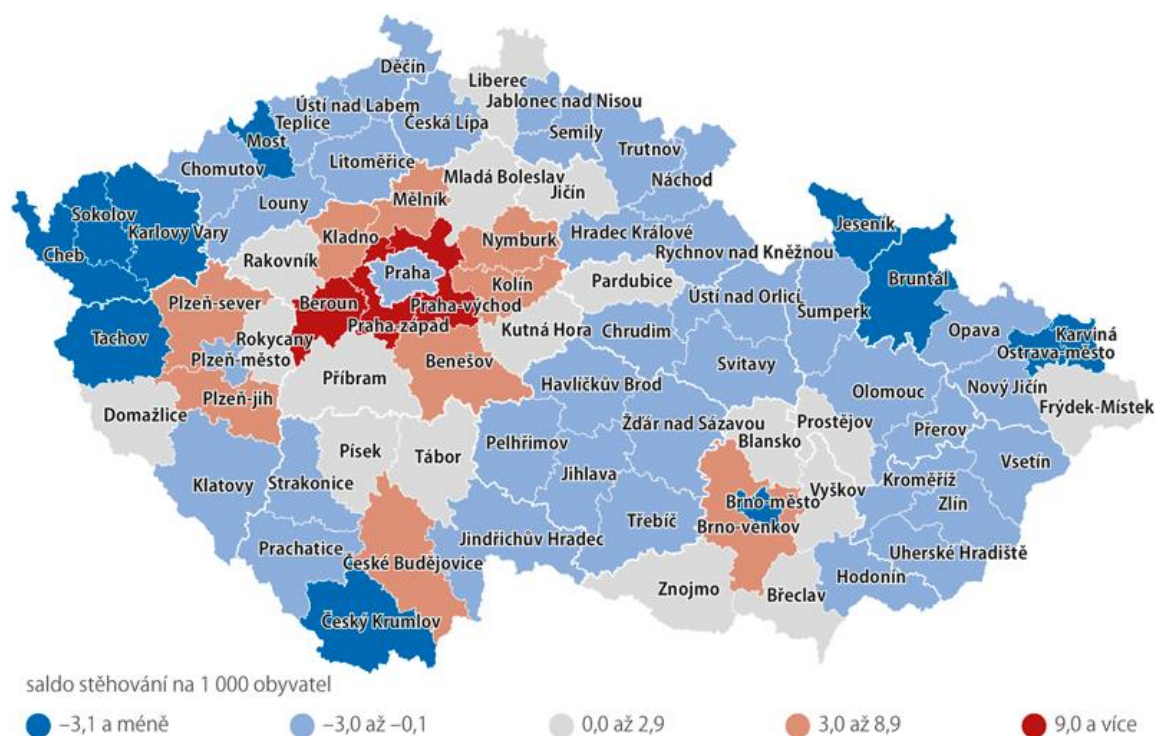 Děčín
Liberec
Ústí nad Labem
Jablonec nad Nisou
Teplice
Česká Lípa
Semily
Most
Trutnov
Chomutov
Litoměřice
Mladá Boleslav
Náchod
Jičín
Mělník
Louny
Sokolov
Karlovy Vary
Cheb
Kladno
Nymburk
Hradec Králové
Jeseník
Rychnov nad Kněžnou
Rakovník
Praha
Pardubice
Bruntál
Kolín
Plzeň-sever
Beroun
Praha-východ
Ústí nad Orlicí
Šumperk
Praha-západ
Kutná Hora
Chrudim
Opava
Karviná
Tachov
Rokycany
Ostrava-město
Plzeň-město
Benešov
Svitavy
Příbram
Havlíčkův Brod
Olomouc
Nový Jičín
Plzeň-jih
Frýdek-Místek
Domažlice
Žďár nad Sázavou
Prostějov
Přerov
Blansko
Pelhřimov
Písek
Tábor
Vsetín
Jihlava
Klatovy
Strakonice
Kroměříž
Vyškov
Brno-město
Zlín
Třebíč
Brno-venkov
Jindřichův Hradec
Prachatice
Uherské Hradiště
České Budějovice
Hodonín
Znojmo
Břeclav
Český Krumlov
saldo stěhování na 1 000 obyvatel
–3,1 a méně
–3,0 až –0,1
0,0 až 2,9
3,0 až 8,9
9,0 a více